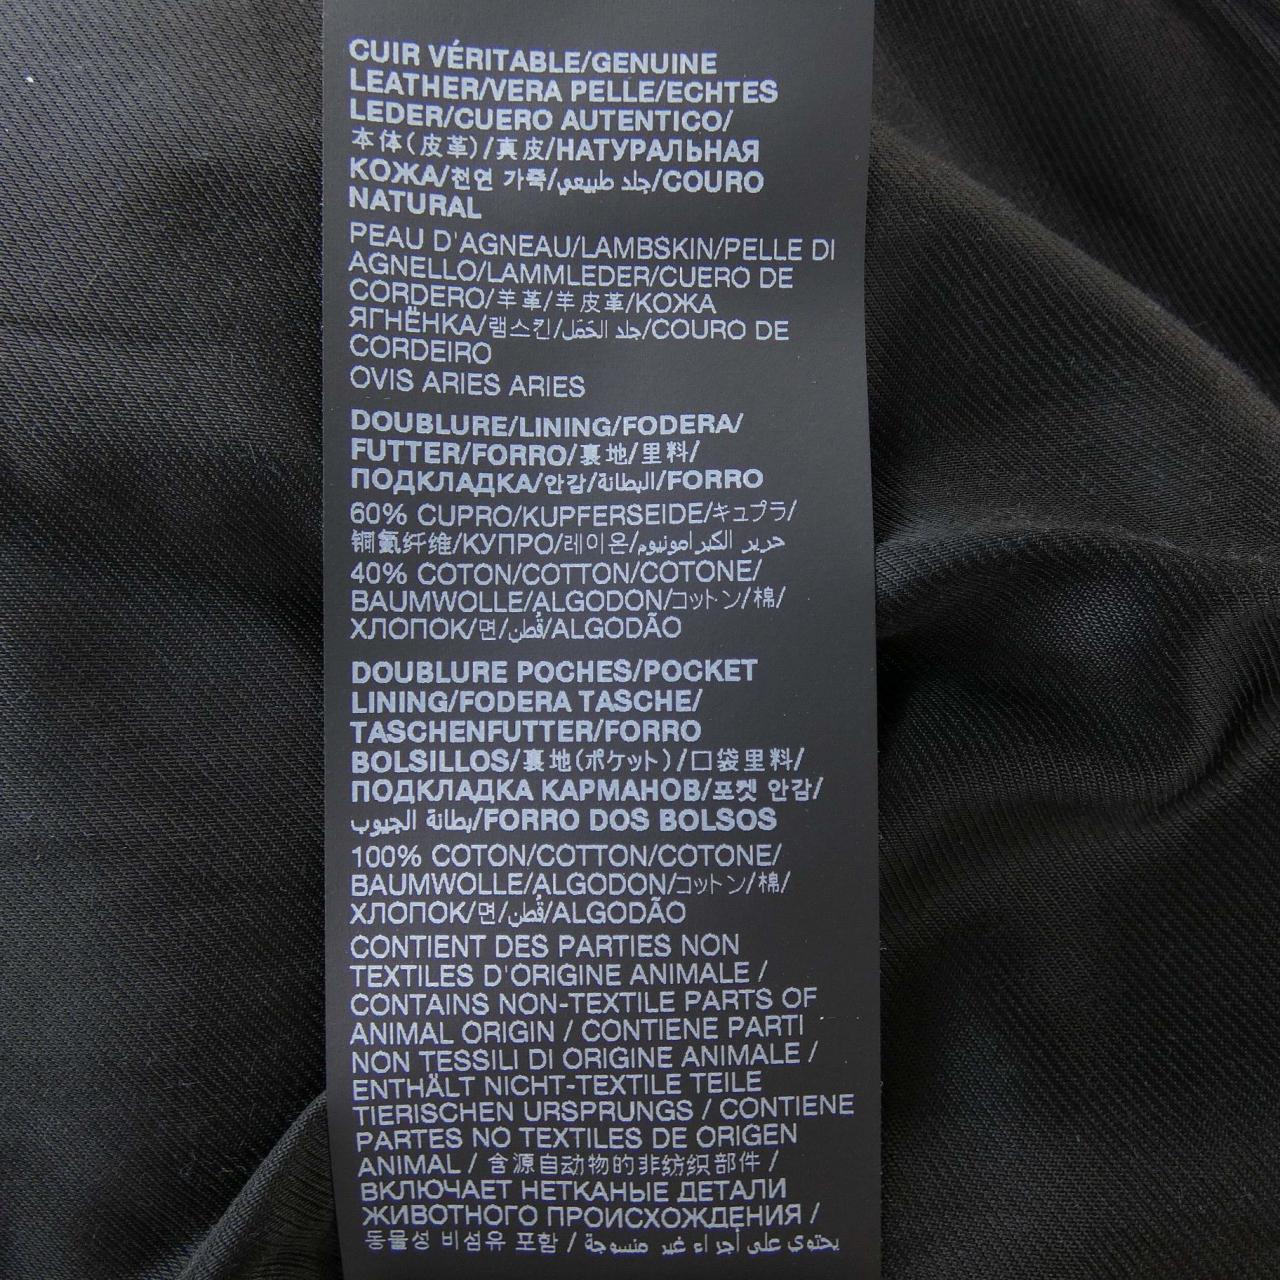 CUIR VÉRITABLE/GENUINE
LEATHER/VERA PELLE/ECHTES
LEDER/CUERO AUTENTICO/
本体(皮革)/真皮/НАТУРАЛЬНАЯ
КОЖА/천연 가죽/جلد طبيعي/COURO
NATURAL
PEAU D'AGNEAU/LAMBSKIN/PELLE DI
AGNELLO/LAMMLEDER/CUERO DE
CORDERO/羊革/羊皮革/КОЖА
ЯГНЁНКА/램스킨/جلد الحَمَل/COURO DE
CORDEIRO
OVIS ARIES ARIES
DOUBLURE/LINING/FODERA/
FUTTER/FORRO/裏地/里料/
ПОДКЛАДКА/안감/البطانة/FORRO
60% CUPRO/KUPFERSEIDE/キュプラ/
铜氨纤维/КУПРО/레이온/حرير الكبرامونيوم
40% COTON/COTTON/COTONE/
BAUMWOLLE/ALGODON/コットン/棉/
ХЛОПОК/면/قُطن/ALGODÃO
DOUBLURE POCHES/POCKET
LINING/FODERA TASCHE/
TASCHENFUTTER/FORRO
BOLSILLOS/裏地(ポケット)/口袋里料/
ПОДКЛАДКА КАРМАНОВ/포켓 안감/
بطانة الجيوب/FORRO DOS BOLSOS
100% COTON/COTTON/COTONE/
BAUMWOLLE/ALGODON/コットン/棉/
ХЛОПОК/면/قُطن/ALGODÃO
CONTIENT DES PARTIES NON
TEXTILES D'ORIGINE ANIMALE /
CONTAINS NON-TEXTILE PARTS OF
ANIMAL ORIGIN / CONTIENE PARTI
NON TESSILI DI ORIGINE ANIMALE /
ENTHÄLT NICHT-TEXTILE TEILE
TIERISCHEN URSPRUNGS / CONTIENE
PARTES NO TEXTILES DE ORIGEN
ANIMAL / 含源自动物的非纺织部件 /
ВКЛЮЧАЕТ НЕТКАНЫЕ ДЕТАЛИ
ЖИВОТНОГО ПРОИСХОЖДЕНИЯ /
동물성 비섬유 포함 / يحتوي على أجزاء غير منسوجة